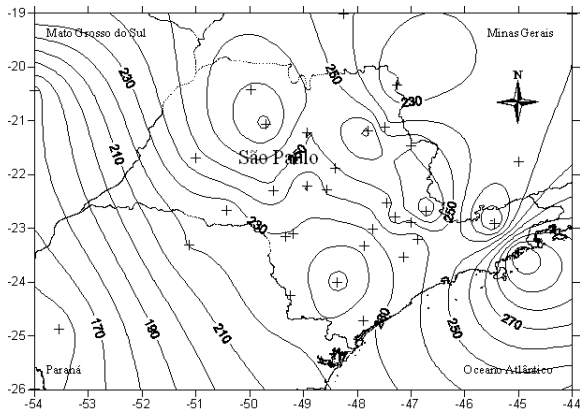 -19
Mato Grosso do Sul
Minas Gerais
250
230
N
-20
230
210
-21
São Paulo
-22
250
-23
230
-24
270
250
170
190
210
-25
Paraná
Oceano Atlântico
-26
-54 -53 -52 -51 -50 -49 -48 -47 -46 -45 -44